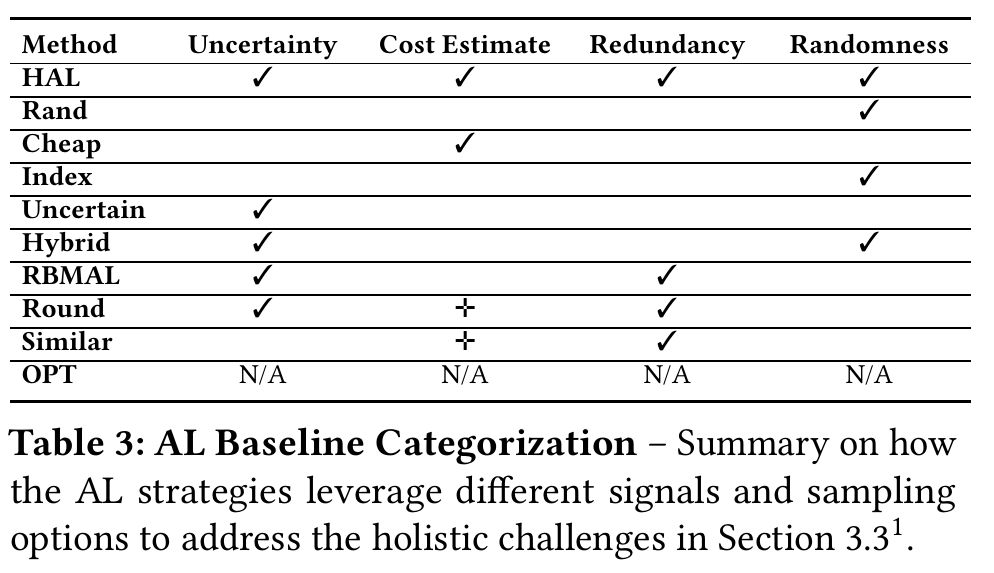 Method Uncertainty Cost Estimate Redundancy Randomness
HAL ✓ ✓ ✓ ✓
Rand ✓
Cheap ✓
Index ✓
Uncertain ✓
Hybrid ✓ ✓
RBMAL ✓ ✓
Round ✓ ✛ ✓
Similar ✛ ✓
OPT N/A N/A N/A N/A
Table 3: AL Baseline Categorization – Summary on how
the AL strategies leverage different signals and sampling
options to address the holistic challenges in Section 3.3¹.